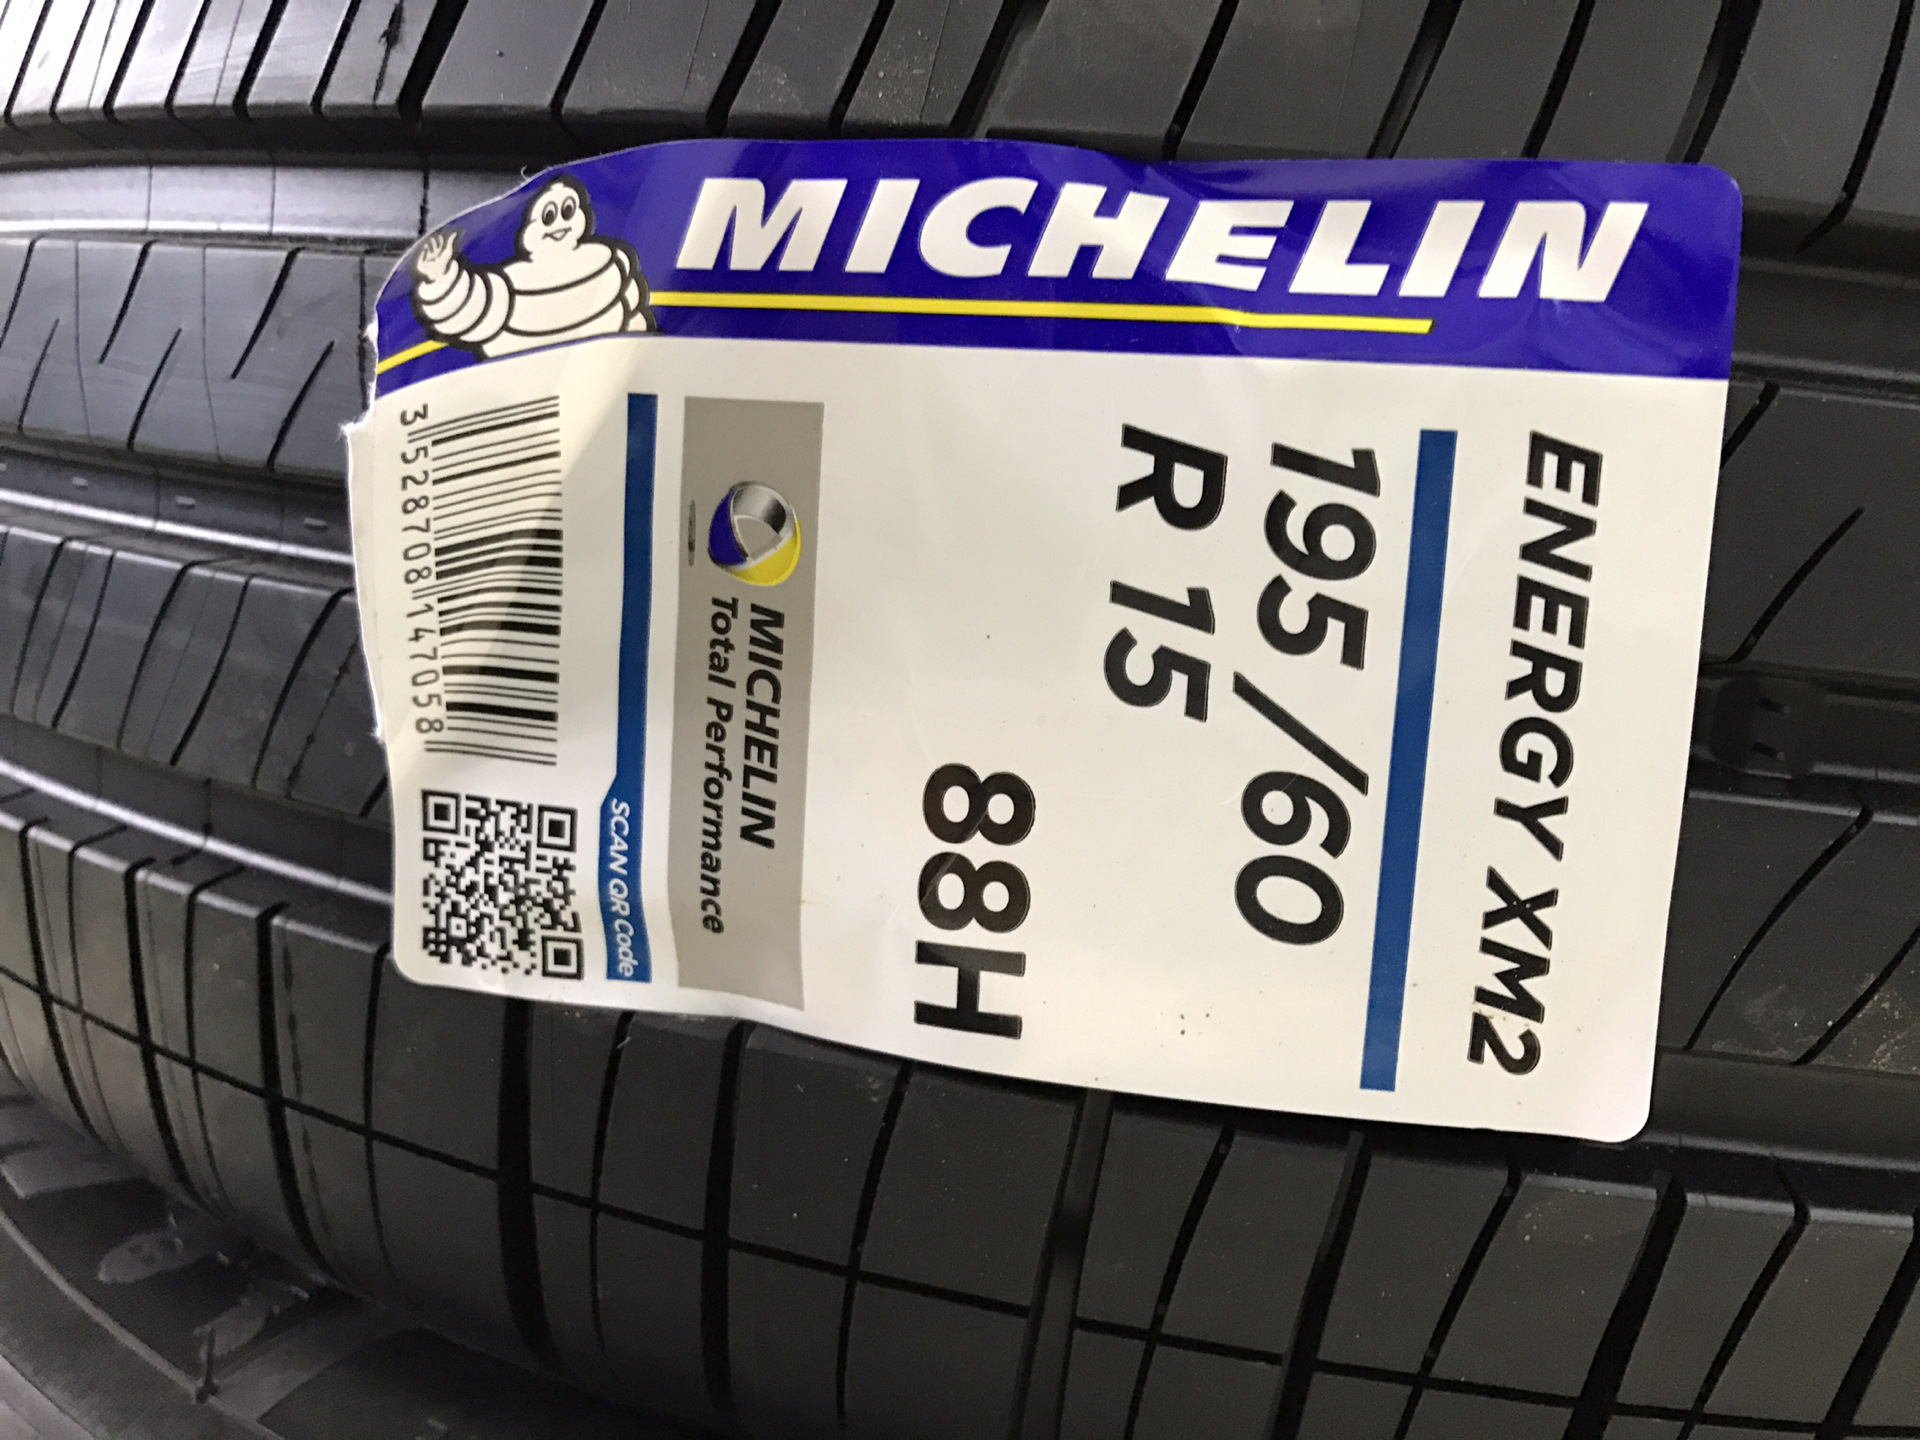 MICHELIN
ENERGY XM2
195/60
R 15
88H
MICHELIN
Total Performance
SCAN QR Code
3528708147058